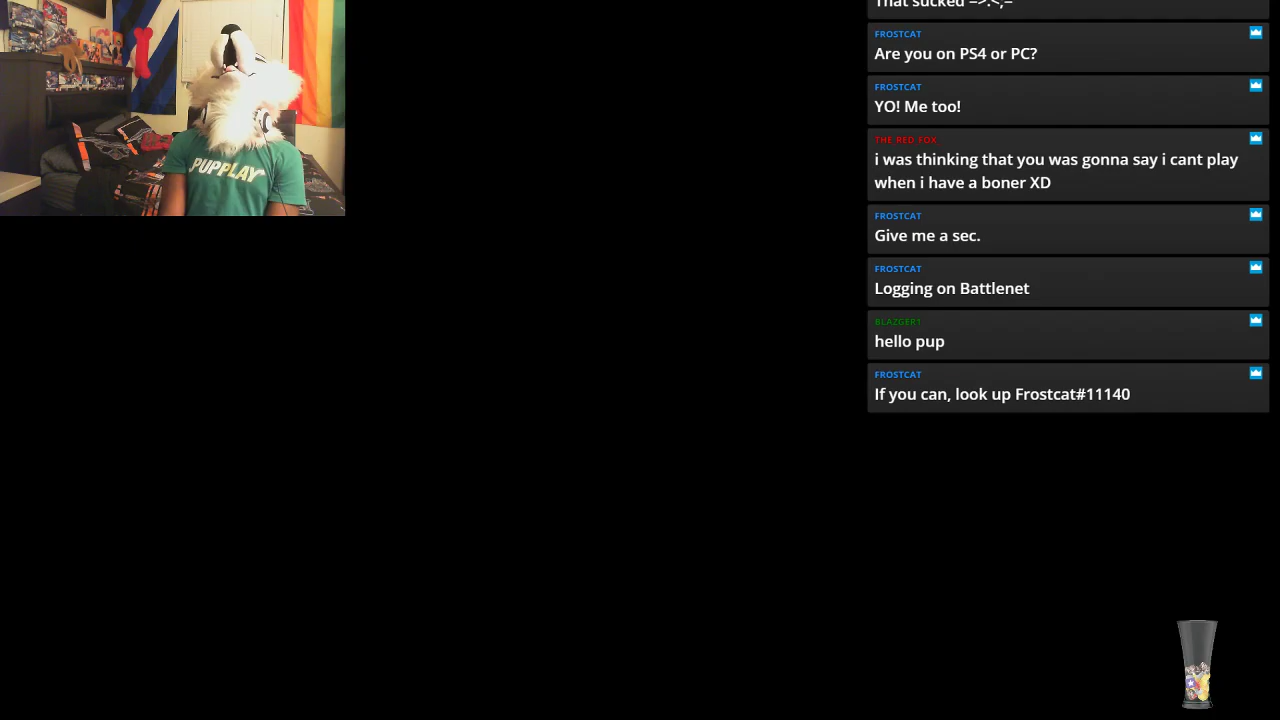 PUPPLAY
That sucked =>.<;=
FROSTCAT
Are you on PS4 or PC?
FROSTCAT
YO! Me too!
THE RED FOX
i was thinking that you was gonna say i cant play
when i have a boner XD
FROSTCAT
Give me a sec.
FROSTCAT
Logging on Battlenet
BLAZGER1
hello pup
FROSTCAT
If you can, look up Frostcat#11140